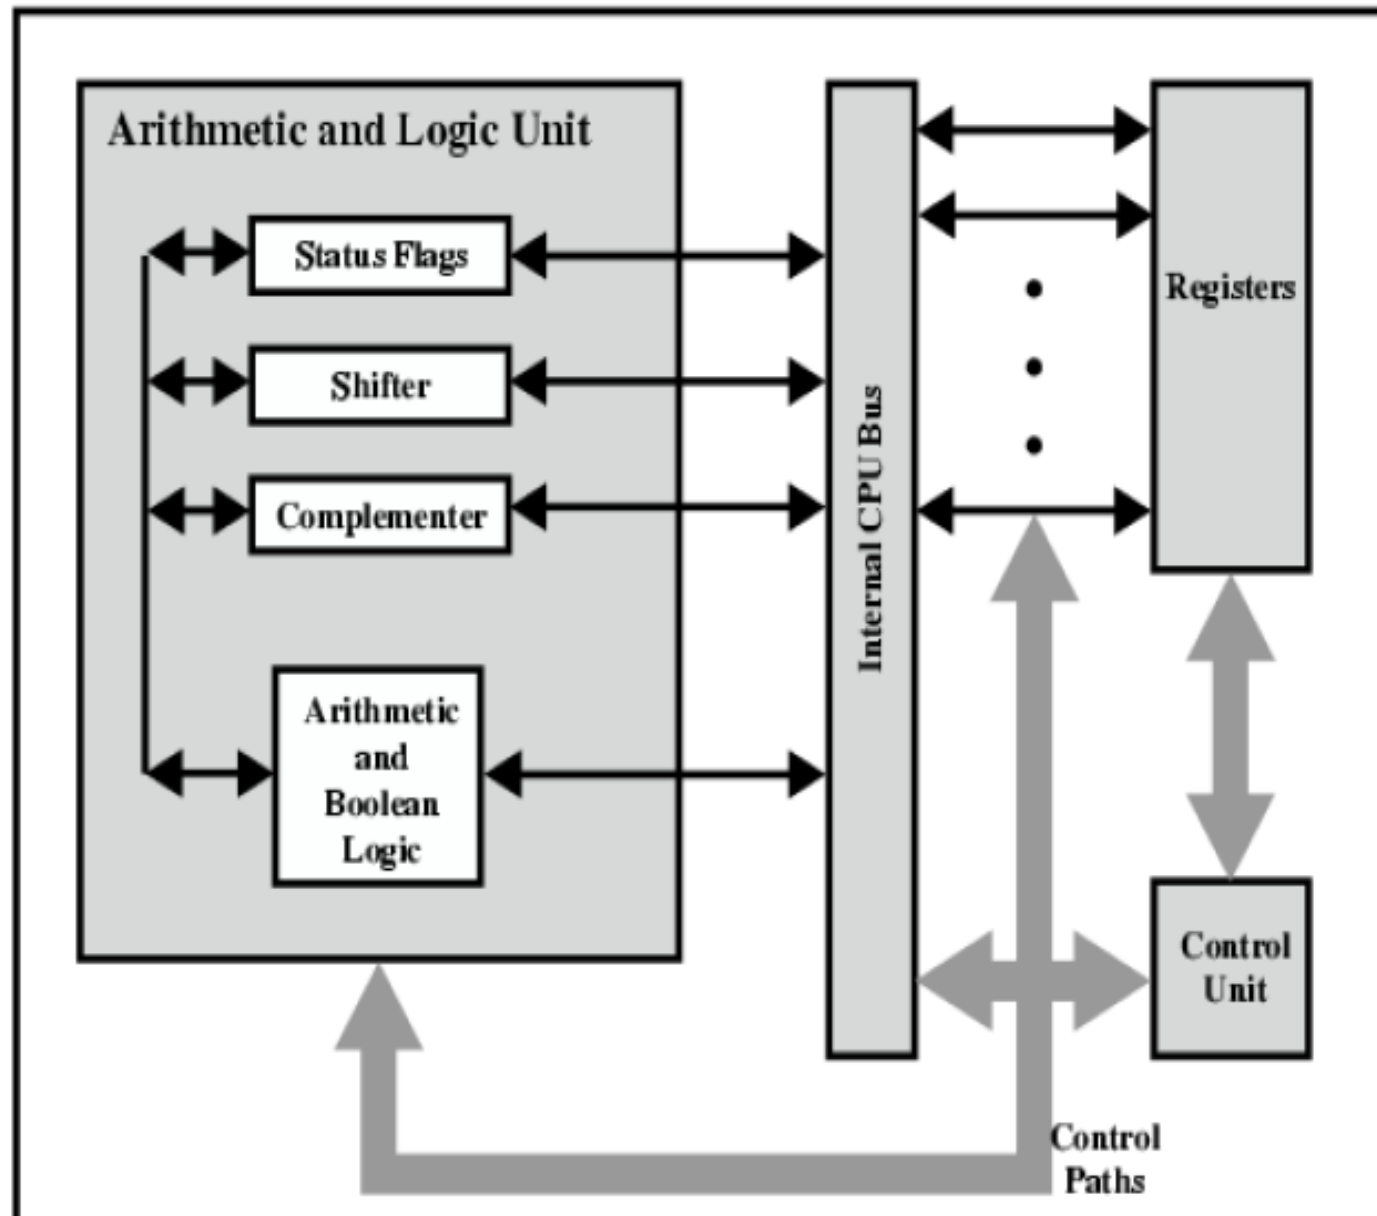 Arithmetic and Logic Unit
Status Flags
Shifter
Complementer
Arithmetic
and
Boolean
Logic
Internal CPU Bus
Registers
Control
Unit
Control
Paths